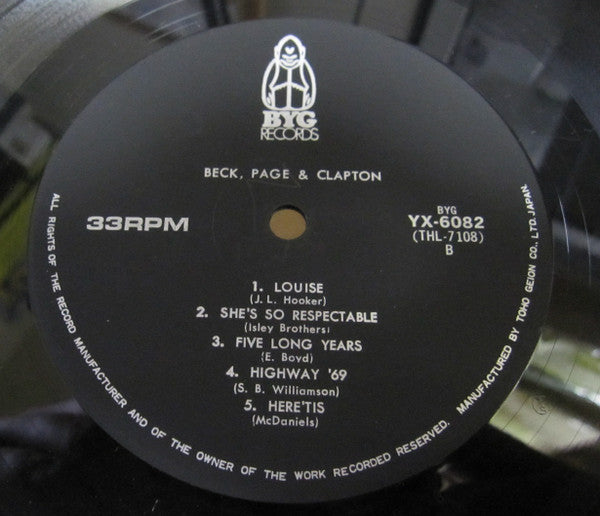 BYG
RECORDS
BECK, PAGE & CLAPTON
33RPM
BYG
YX-6082
(THL-7108)
B
1. LOUISE
(J. L. Hooker)
2. SHE'S SO RESPECTABLE
(Isley Brothers)
3. FIVE LONG YEARS
(E. Boyd)
4. HIGHWAY '69
(S. B. Williamson)
5. HERE'TIS
(McDaniels)
ALL RIGHTS OF THE RECORD MANUFACTURER AND OF THE OWNER OF THE WORK RECORDED RESERVED. MANUFACTURED BY TOKO GEION CO., LTD. JAPAN.